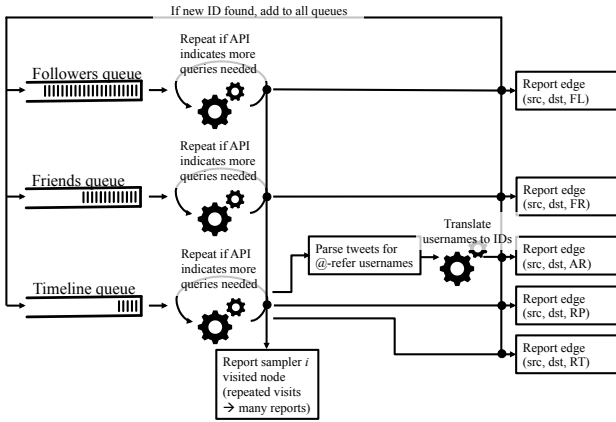 If new ID found, add to all queues
Followers queue
Repeat if API
indicates more
queries needed
Report edge
(src, dst, FL)
Friends queue
Repeat if API
indicates more
queries needed
Report edge
(src, dst, FR)
Timeline queue
Repeat if API
indicates more
queries needed
Parse tweets for
@-refer usernames
Translate
usernames to IDs
Report edge
(src, dst, AR)
Report edge
(src, dst, RP)
Report edge
(src, dst, RT)
Report sampler i
visited node
(repeated visits
→ many reports)